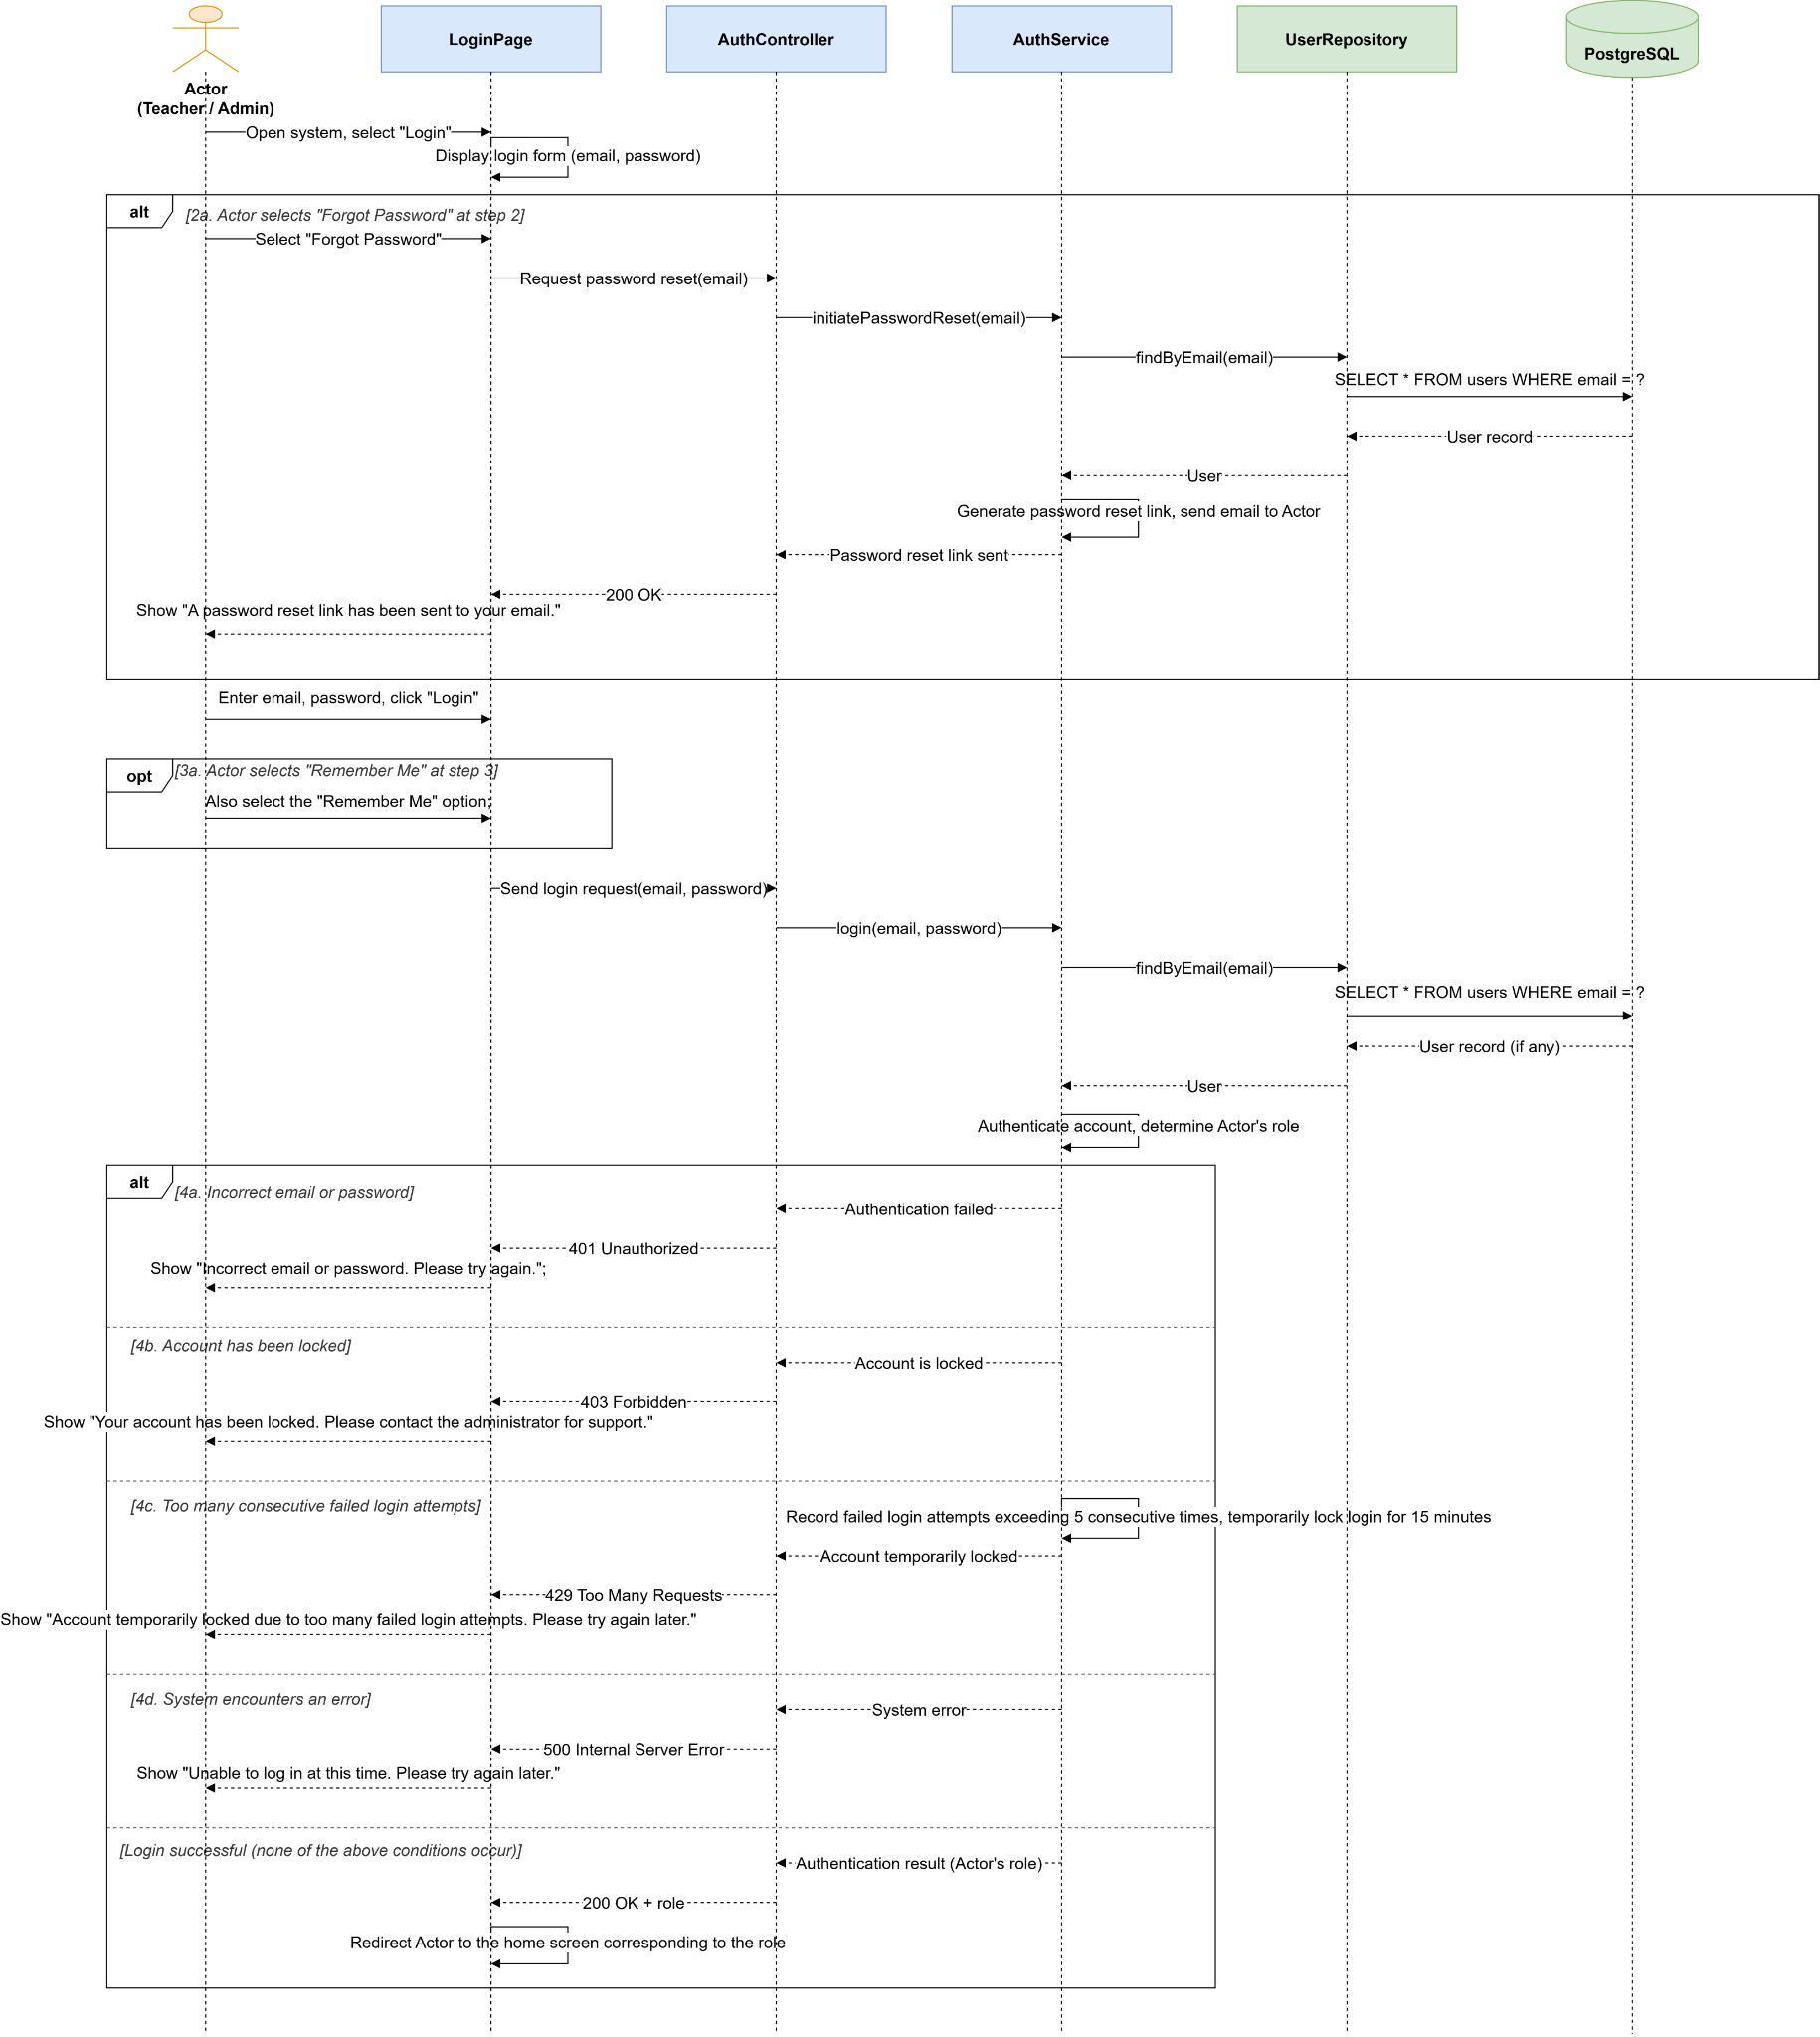 LoginPage
AuthController
AuthService
UserRepository
PostgreSQL
Actor
(Teacher / Admin)
Open system, select "Login"
Display login form (email, password)
alt
[2a. Actor selects "Forgot Password" at step 2]
Select "Forgot Password"
Request password reset(email)
initiatePasswordReset(email)
findByEmail(email)
SELECT * FROM users WHERE email = ?
User record
User
Generate password reset link, send email to Actor
Password reset link sent
200 OK
Show "A password reset link has been sent to your email."
Enter email, password, click "Login"
opt
[3a. Actor selects "Remember Me" at step 3]
Also select the "Remember Me" option;
Send login request(email, password)
login(email, password)
findByEmail(email)
SELECT * FROM users WHERE email = ?
User record (if any)
User
Authenticate account, determine Actor's role
alt
[4a. Incorrect email or password]
Authentication failed
401 Unauthorized
Show "Incorrect email or password. Please try again.";
[4b. Account has been locked]
Account is locked
403 Forbidden
Show "Your account has been locked. Please contact the administrator for support."
[4c. Too many consecutive failed login attempts]
Record failed login attempts exceeding 5 consecutive times, temporarily lock login for 15 minutes
Account temporarily locked
429 Too Many Requests
Show "Account temporarily locked due to too many failed login attempts. Please try again later."
[4d. System encounters an error]
System error
500 Internal Server Error
Show "Unable to log in at this time. Please try again later."
[Login successful (none of the above conditions occur)]
Authentication result (Actor's role)
200 OK + role
Redirect Actor to the home screen corresponding to the role